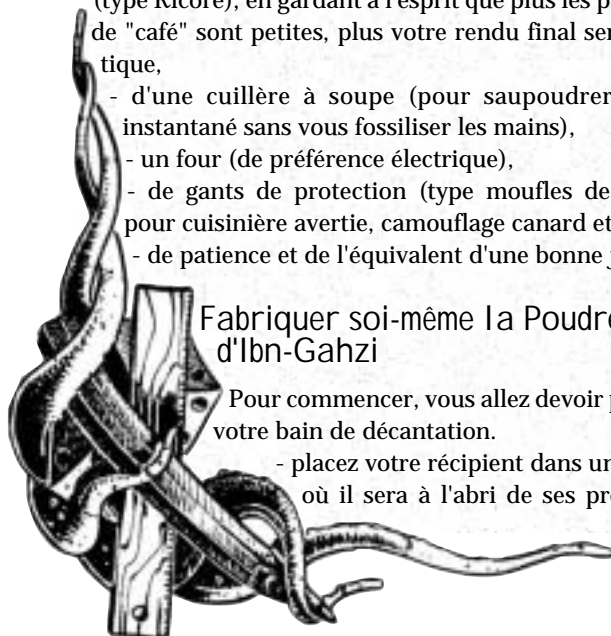 (type Ricoré), en gardant à l'esprit que plus les p
de "café" sont petites, plus votre rendu final ser
tique,
- d'une cuillère à soupe (pour saupoudrer
instantané sans vous fossiliser les mains),
- un four (de préférence électrique),
- de gants de protection (type moufles de
pour cuisinière avertie, camouflage canard et
- de patience et de l'équivalent d'une bonne j
Fabriquer soi-même la Poudre
d'Ibn-Gahzi
Pour commencer, vous allez devoir p
votre bain de décantation.
- placez votre récipient dans un
où il sera à l'abri de ses pr